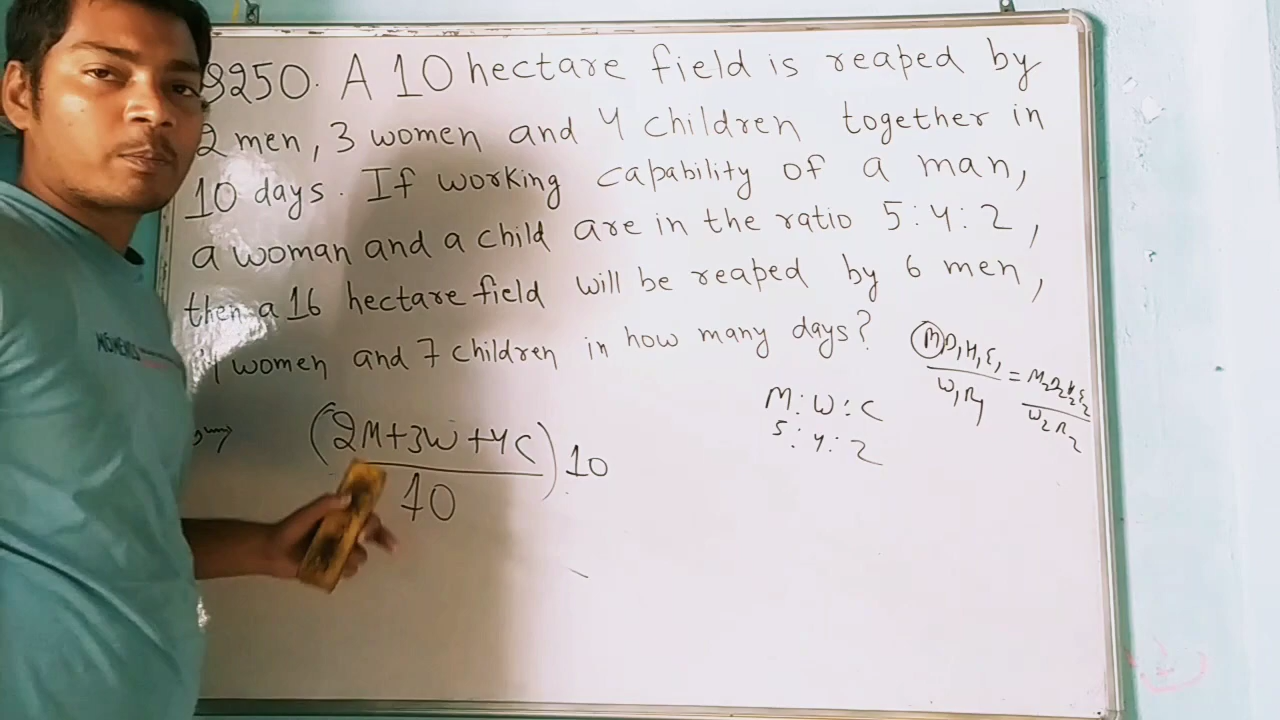 8250. A 10 hectare field is reaped by
2 men, 3 women and 4 children together in
10 days. If working capability of a man,
a woman and a child are in the ratio 5:4:2,
then a 16 hectare field will be reaped by 6 men,
4 women and 7 children in how many days?
M1D1H1E1 / W1R1 = M2D2H2E2 / W2R2
M:W:C
5:4:2
(2M+3W+4C / 10) 10